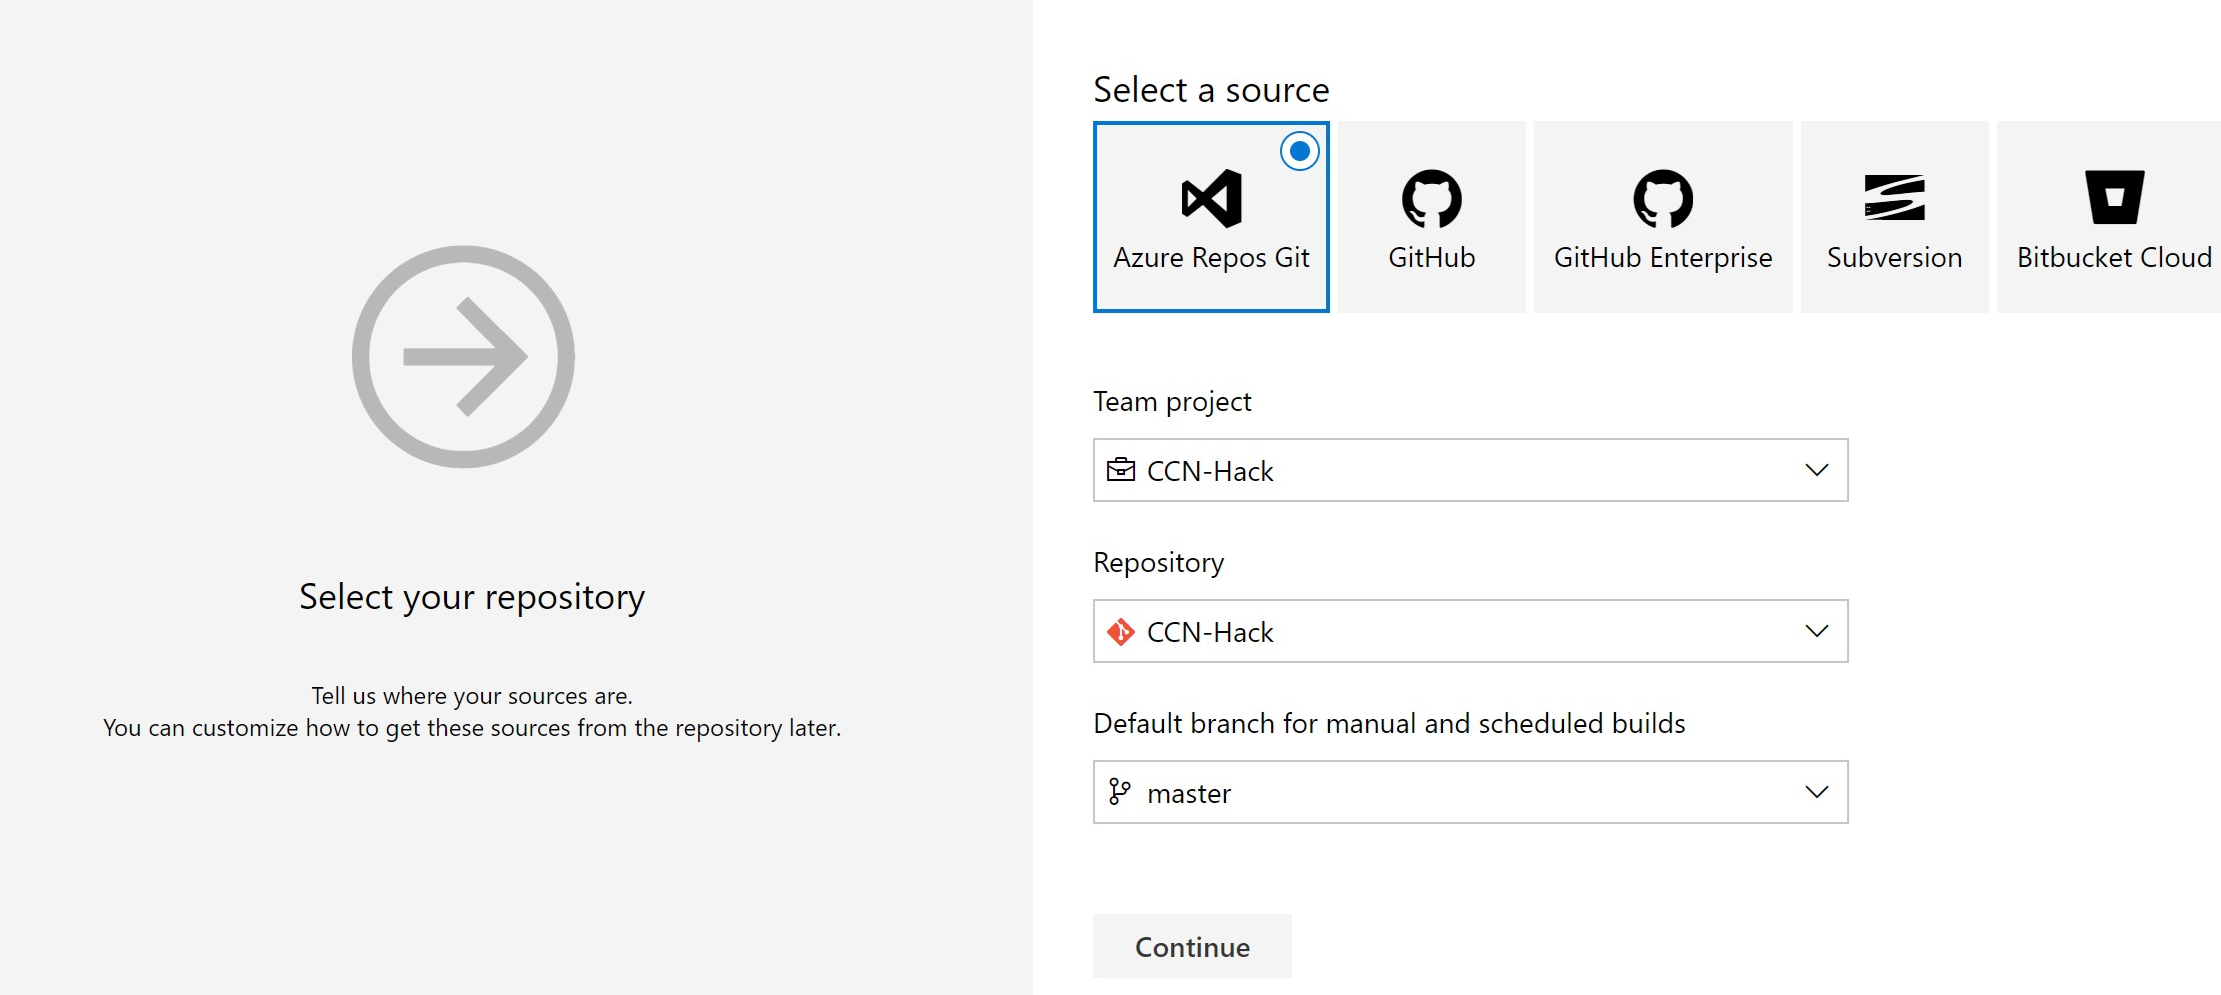 Select your repository
Tell us where your sources are.
You can customize how to get these sources from the repository later.
Select a source
Azure Repos Git
GitHub
GitHub Enterprise
Subversion
Bitbucket Cloud
Team project
CCN-Hack
Repository
CCN-Hack
Default branch for manual and scheduled builds
master
Continue